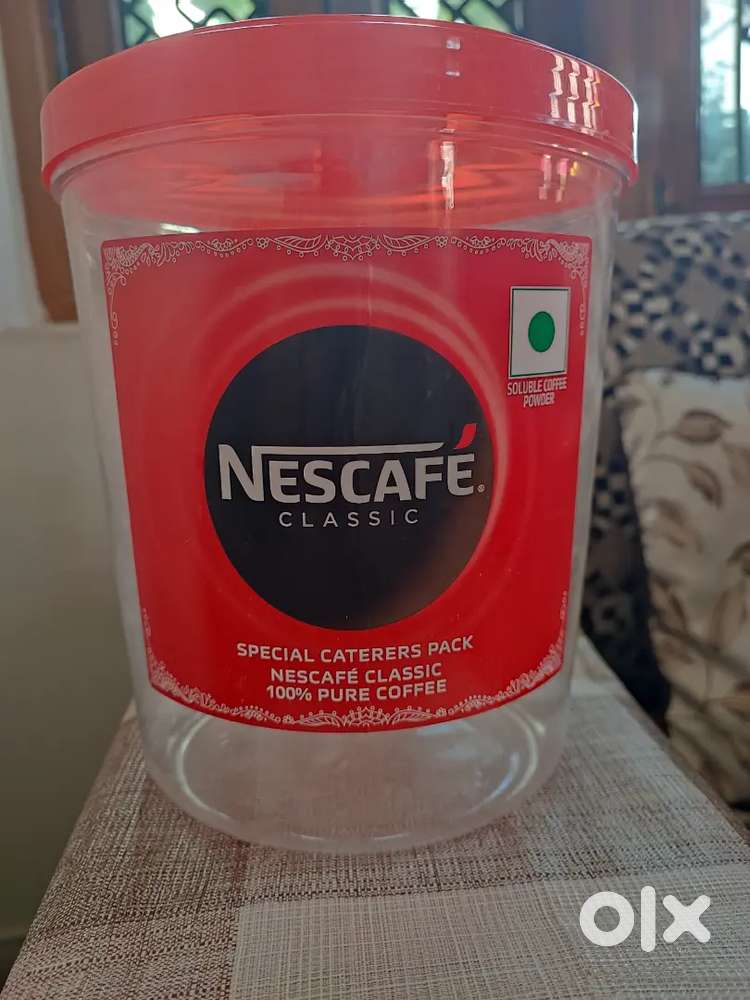 SOLUBLE COFFEE
POWDER
NESCAFÉ.®
CLASSIC
SPECIAL CATERERS PACK
NESCAFÉ CLASSIC
100% PURE COFFEE
olx